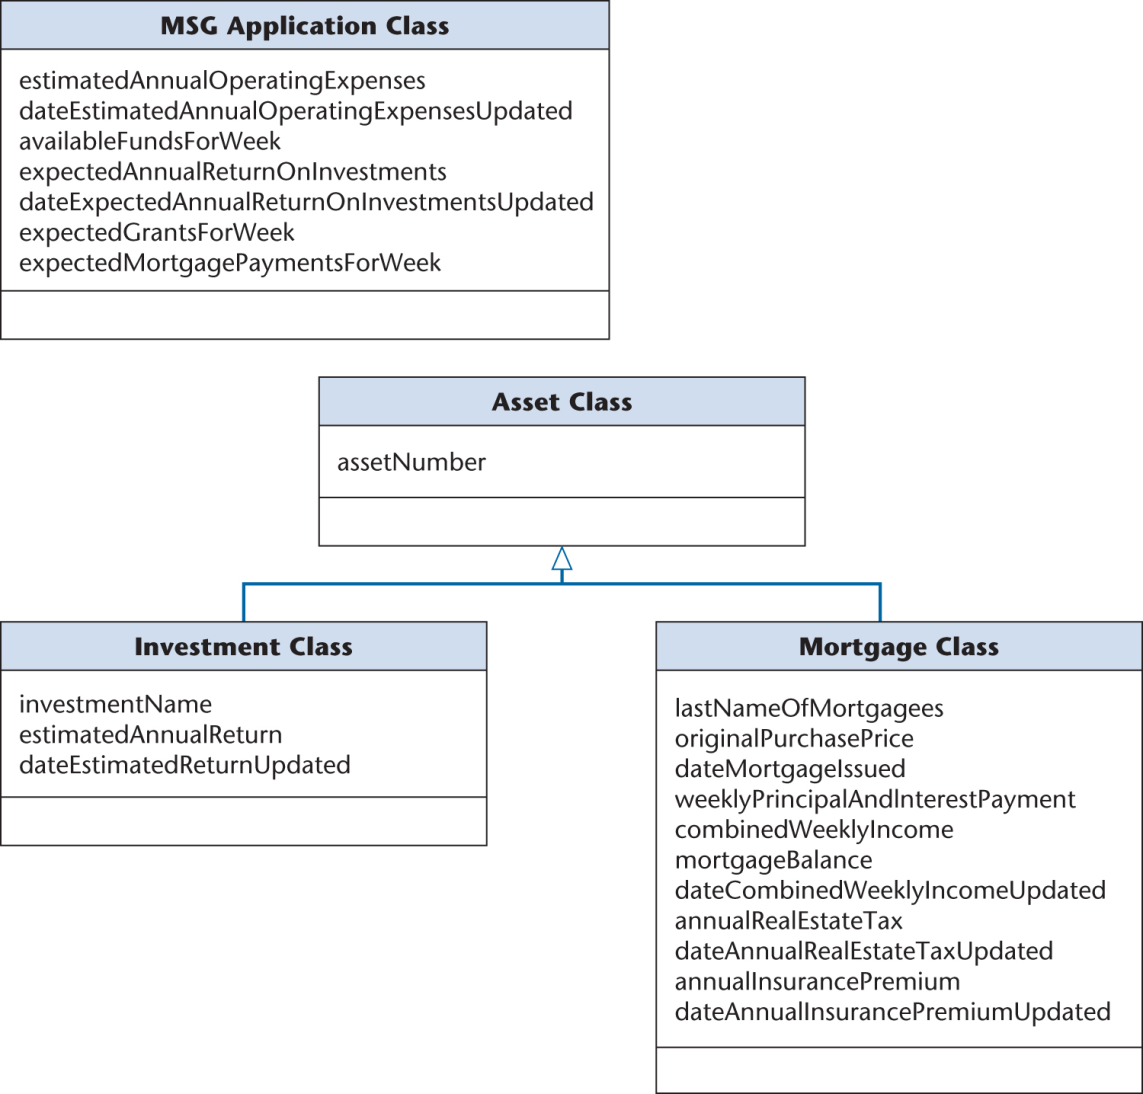 MSG Application Class
estimatedAnnualOperatingExpenses
dateEstimatedAnnualOperatingExpensesUpdated
availableFundsForWeek
expectedAnnualReturnOnInvestments
dateExpectedAnnualReturnOnInvestmentsUpdated
expectedGrantsForWeek
expectedMortgagePaymentsForWeek
Asset Class
assetNumber
Investment Class
investmentName
estimatedAnnualReturn
dateEstimatedReturnUpdated
Mortgage Class
lastNameOfMortgagees
originalPurchasePrice
dateMortgageIssued
weeklyPrincipalAndInterestPayment
combinedWeeklyIncome
mortgageBalance
dateCombinedWeeklyIncomeUpdated
annualRealEstateTax
dateAnnualRealEstateTaxUpdated
annualInsurancePremium
dateAnnualInsurancePremiumUpdated